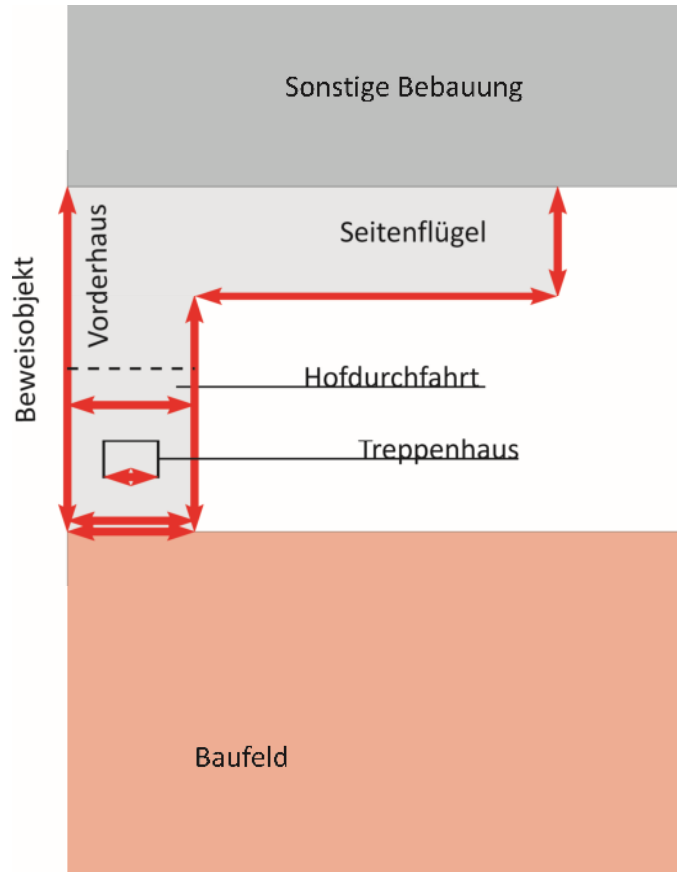 Sonstige Bebauung
Beweisobjekt
Vorderhaus
Seitenflügel
Hofdurchfahrt
Treppenhaus
Baufeld